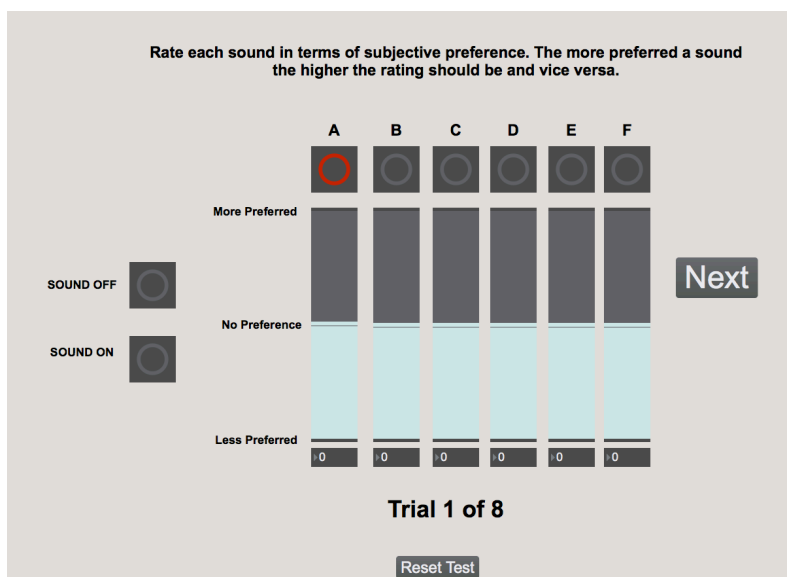 Rate each sound in terms of subjective preference. The more preferred a sound
the higher the rating should be and vice versa.
A B C D E F
More Preferred
SOUND OFF
Next
No Preference
SOUND ON
Less Preferred
0 0 0 0 0 0
Trial 1 of 8
Reset Test